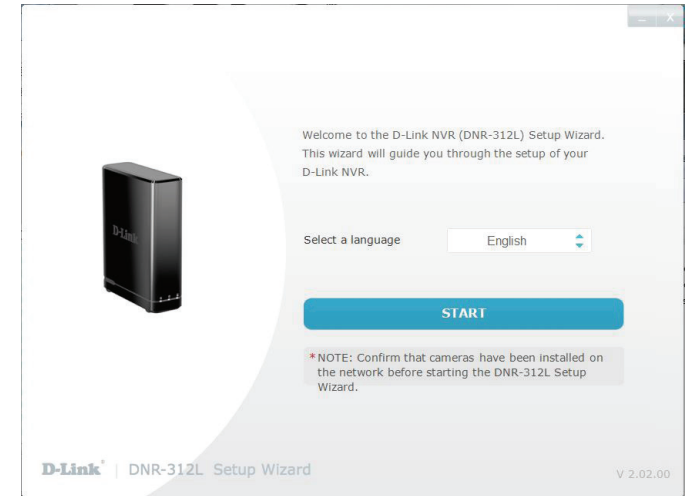 Welcome to the D-Link NVR (DNR-312L) Setup Wizard.
This wizard will guide you through the setup of your
D-Link NVR.
D-Link
Select a language English
START
*NOTE: Confirm that cameras have been installed on
the network before starting the DNR-312L Setup
Wizard.
D-Link | DNR-312L Setup Wizard
V 2.02.00